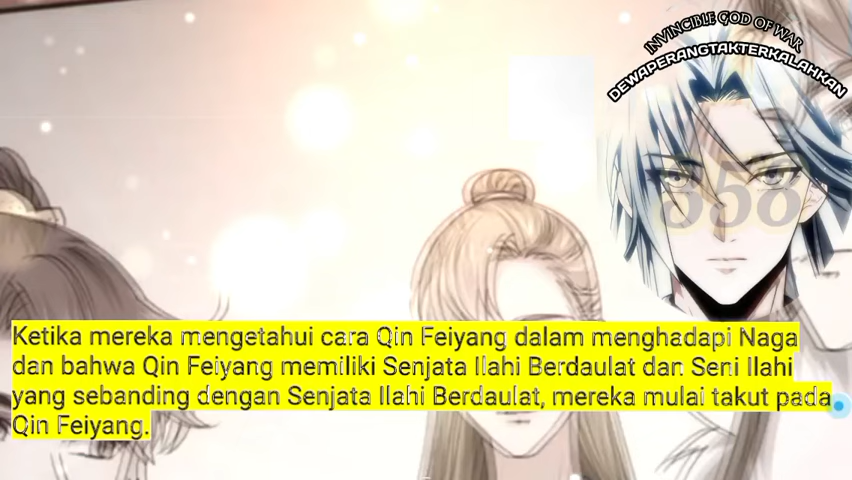 INVINCIBLE GOD OF WAR
DEWAPERANGTAKTERKALAHKAN
558
Ketika mereka mengetahui cara Qin Feiyang dalam menghadapi Naga
dan bahwa Qin Feiyang memiliki Senjata Ilahi Berdaulat dan Seni Ilahi
yang sebanding dengan Senjata Ilahi Berdaulat, mereka mulai takut pada
Qin Feiyang.